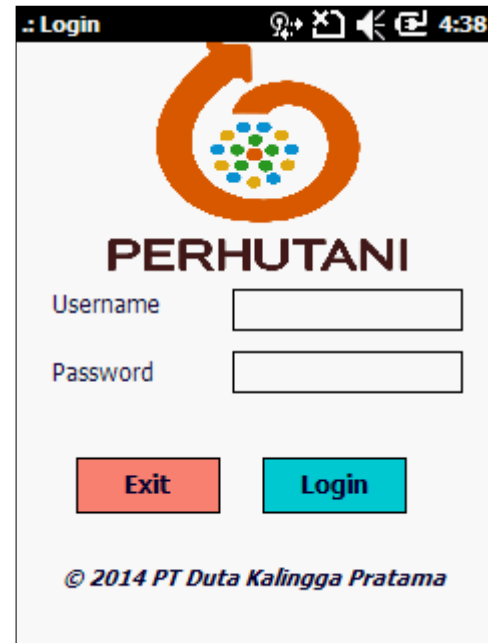 .: Login 4:38
PERHUTANI
Username
Password
Exit Login
© 2014 PT Duta Kalingga Pratama